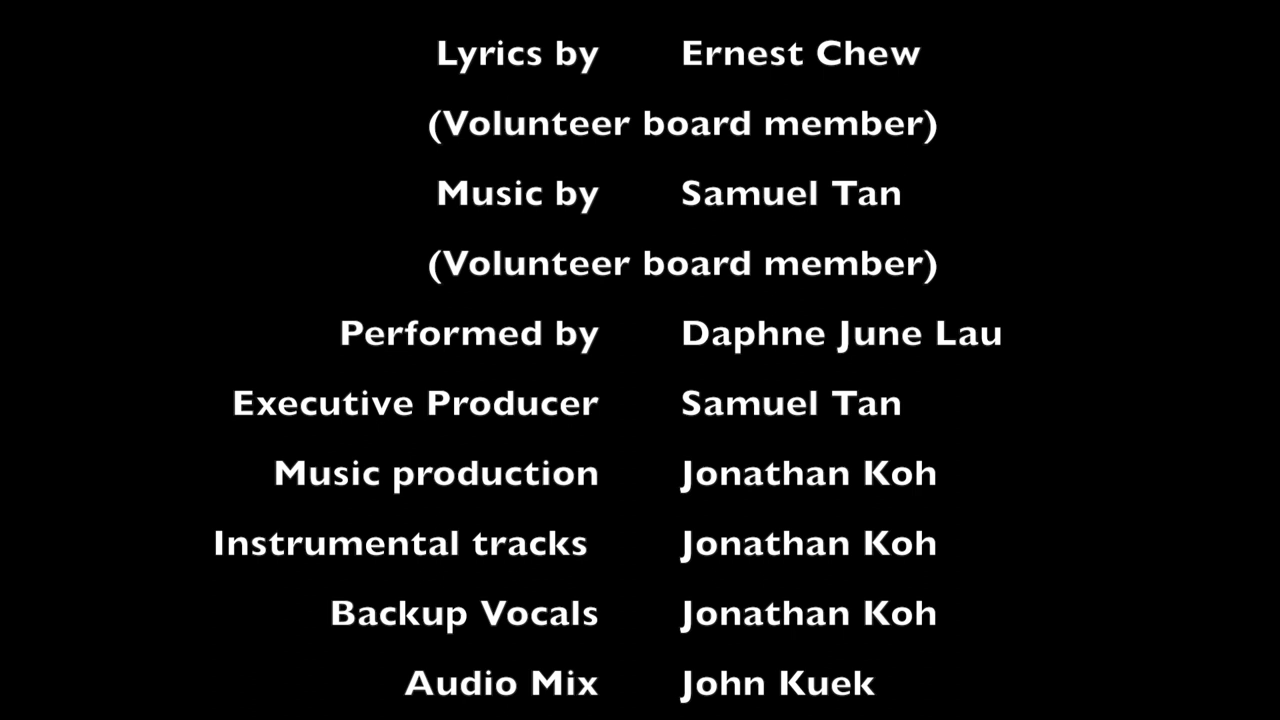 Lyrics by Ernest Chew
(Volunteer board member)
Music by Samuel Tan
(Volunteer board member)
Performed by Daphne June Lau
Executive Producer Samuel Tan
Music production Jonathan Koh
Instrumental tracks Jonathan Koh
Backup Vocals Jonathan Koh
Audio Mix John Kuek